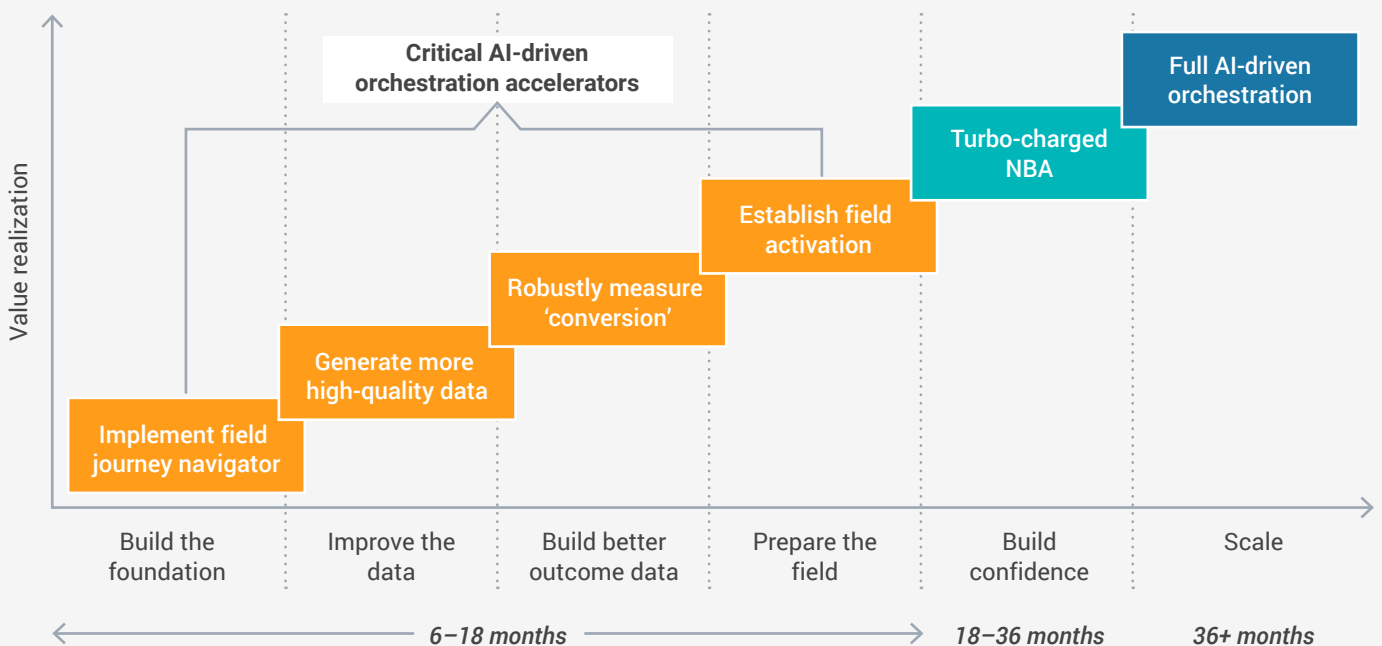 Value realization
Critical AI-driven
orchestration accelerators
Implement field
journey navigator
Generate more
high-quality data
Robustly measure
‘conversion’
Establish field
activation
Turbo-charged
NBA
Full AI-driven
orchestration
Build the
foundation
Improve the
data
Build better
outcome data
Prepare the
field
Build
confidence
Scale
6–18 months
18–36 months
36+ months